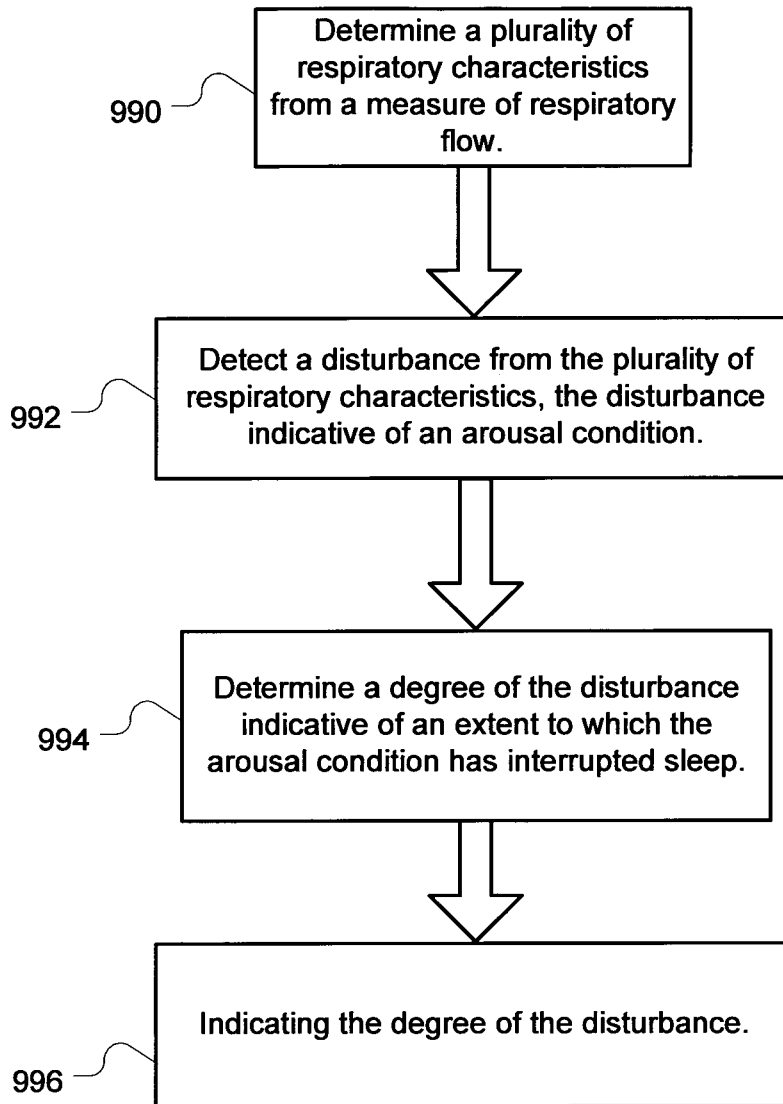 Determine a plurality of
respiratory characteristics
from a measure of respiratory
flow.
990
Detect a disturbance from the plurality of
respiratory characteristics, the disturbance
indicative of an arousal condition.
992
Determine a degree of the disturbance
indicative of an extent to which the
arousal condition has interrupted sleep.
994
Indicating the degree of the disturbance.
996